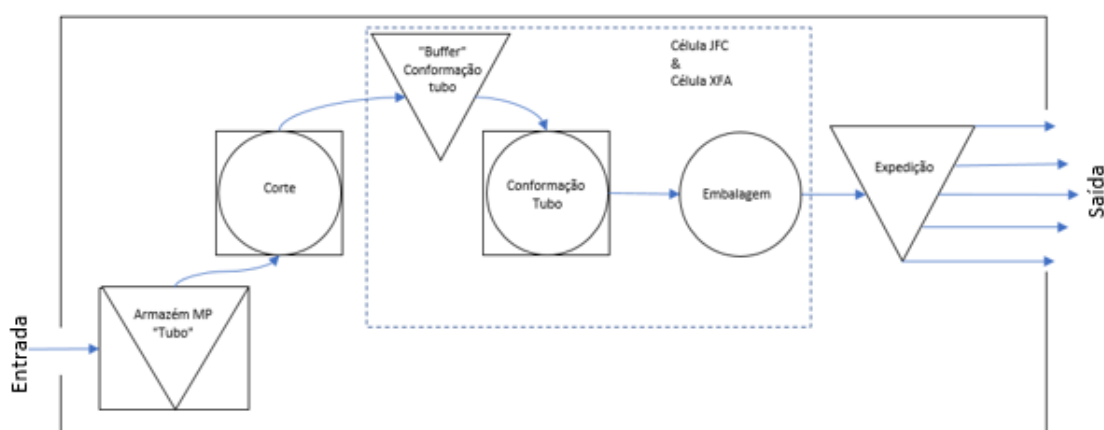 Entrada
Armazém MP
"Tubo"
Corte
"Buffer"
Conformação
tubo
Célula JFC
&
Célula XFA
Conformação
Tubo
Embalagem
Expedição
Saída